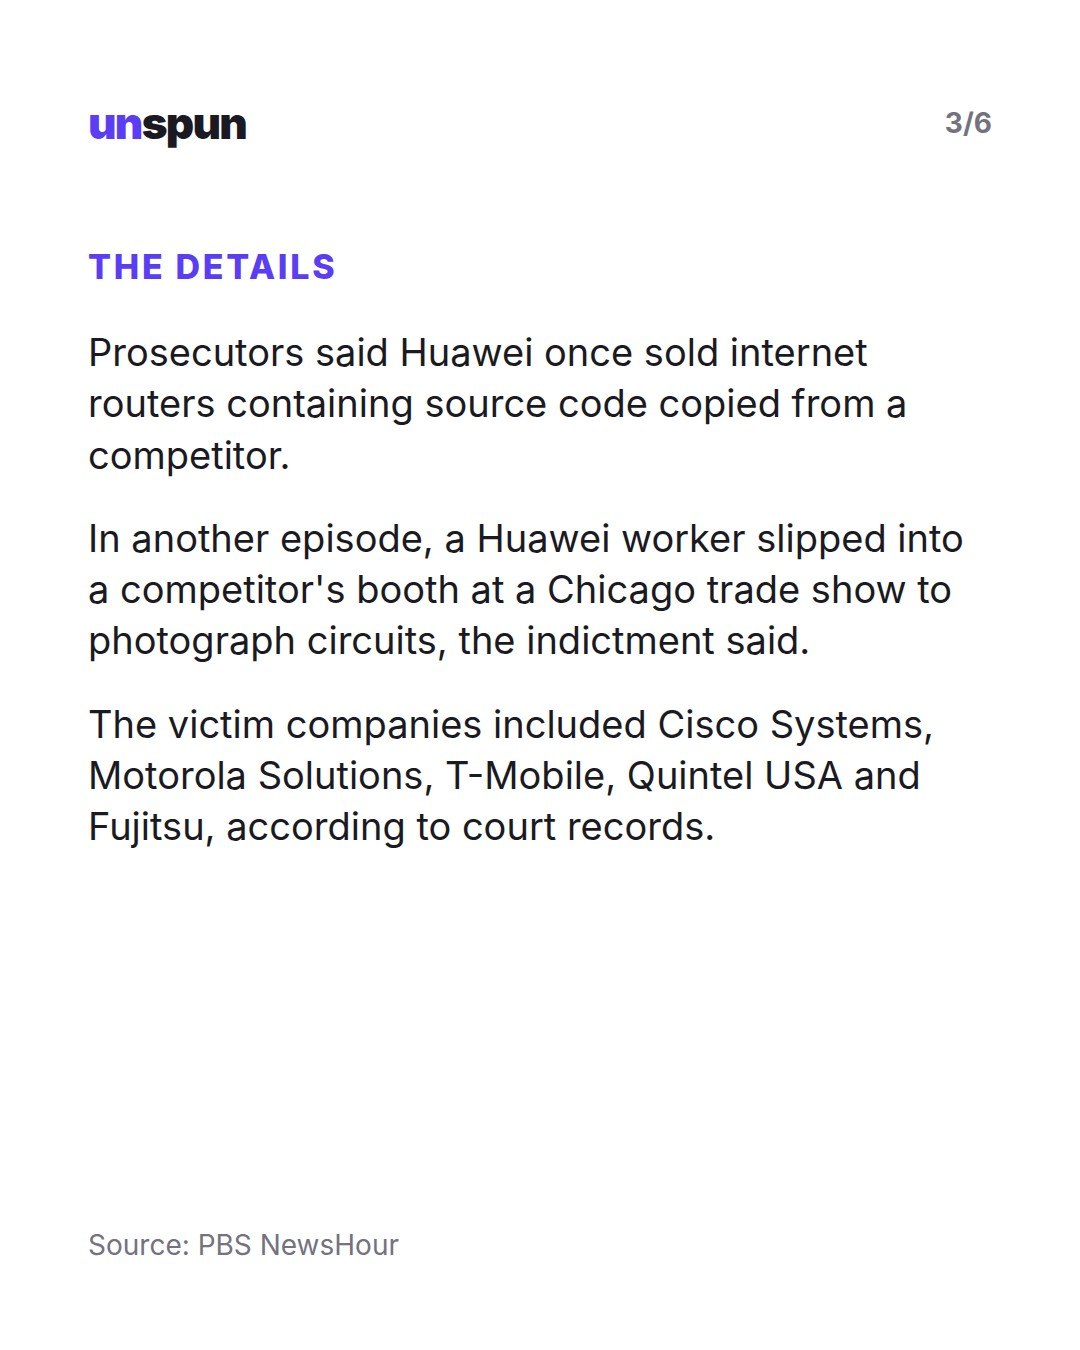 unspun
3/6
THE DETAILS
Prosecutors said Huawei once sold internet
routers containing source code copied from a
competitor.
In another episode, a Huawei worker slipped into
a competitor's booth at a Chicago trade show to
photograph circuits, the indictment said.
The victim companies included Cisco Systems,
Motorola Solutions, T-Mobile, Quintel USA and
Fujitsu, according to court records.
Source: PBS NewsHour